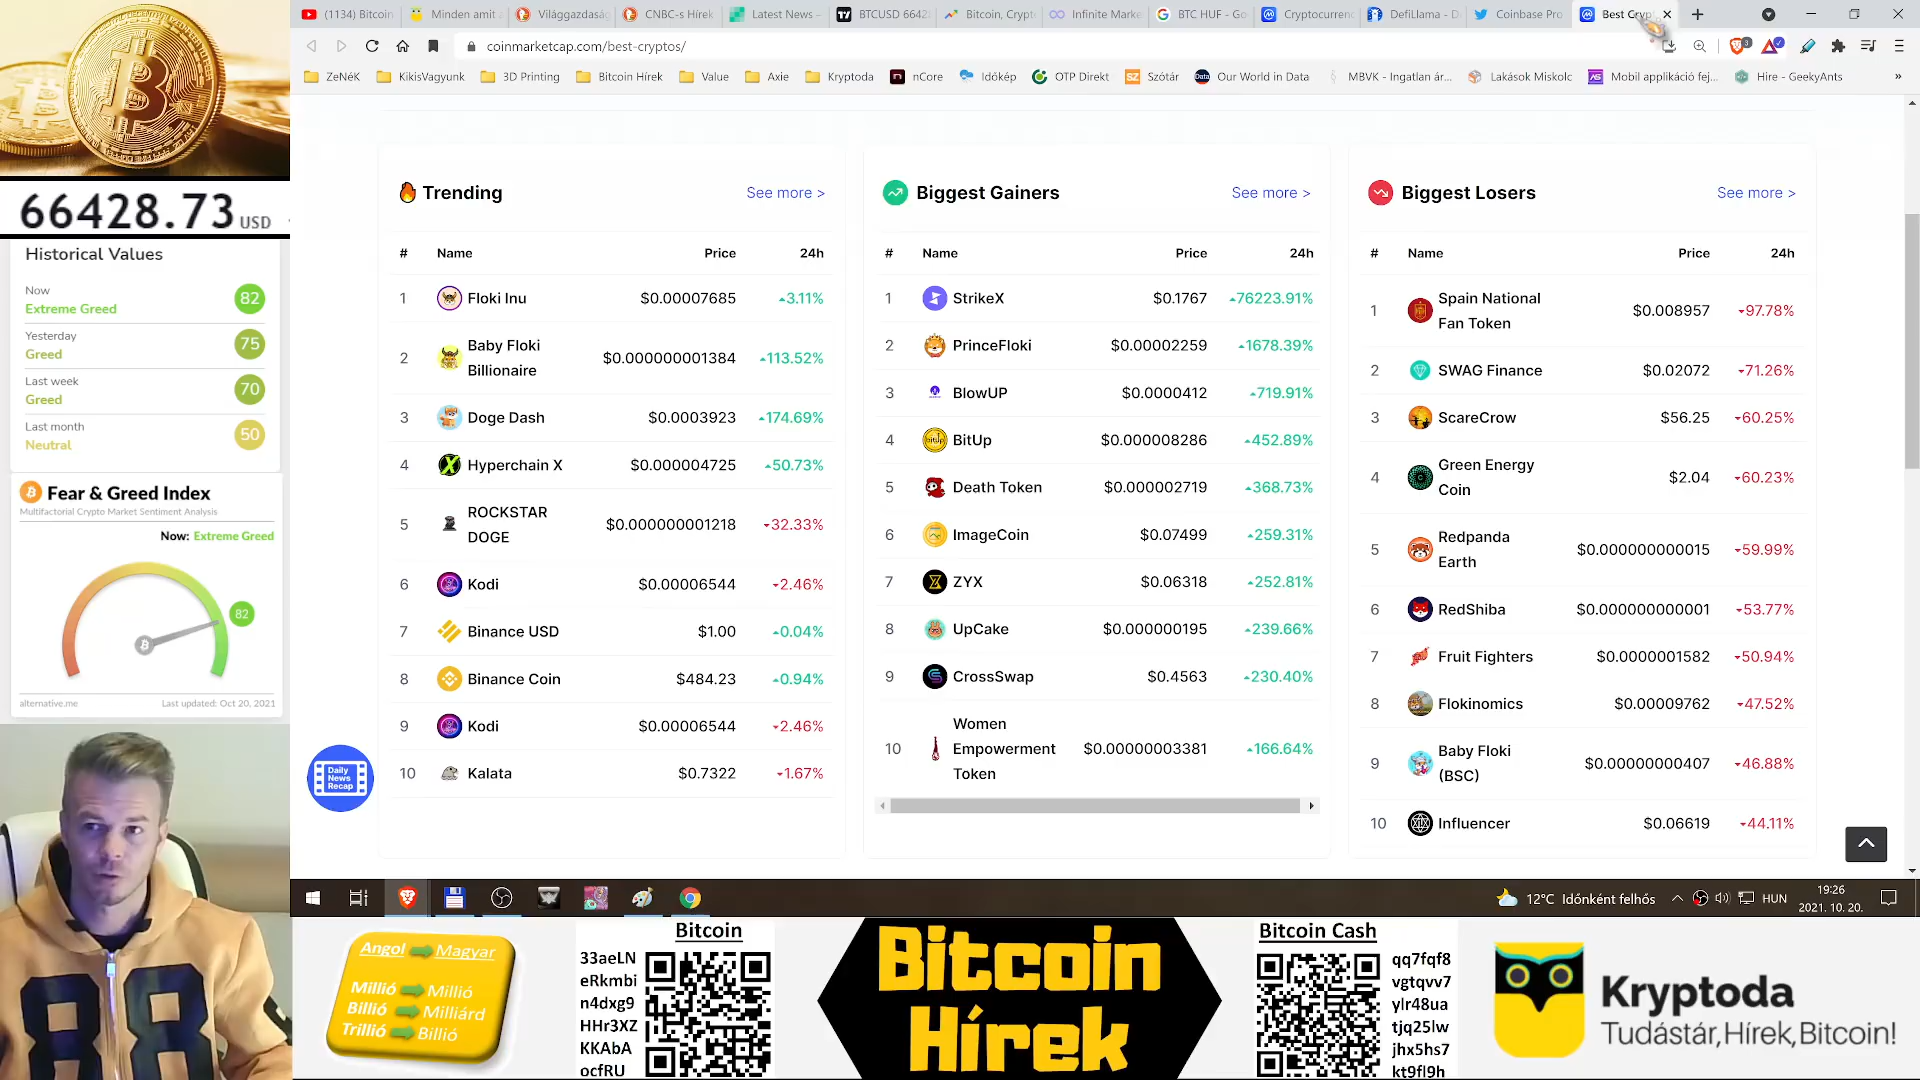 (1134) Bitcoin
Minden amit
Világgazdasá
CNBC-s Hírek
Latest News -
BTCUSD 6642
Bitcoin, Crypt
Infinite Marke
BTC HUF - Go
Cryptocurren
DefiLlama - D
Coinbase Pro
Best Cryp
coinmarketcap.com/best-cryptos/
ZeNéK
KikisVagyunk
3D Printing
Bitcoin Hírek
Value
Axie
Kryptoda
nCore
Időkép
OTP Direkt
Szótár
Our World in Data
MBVK - Ingatlan ár...
Lakások Miskolc
Mobil applikáció fej...
Hire - GeekyAnts
»
66428.73 USD
Historical Values
Now
Extreme Greed
82
Yesterday
Greed
75
Last week
Greed
70
Last month
Neutral
50
Fear & Greed Index
Multifactorial Crypto Market Sentiment Analysis
Now: Extreme Greed
82
alternative.me
Last updated: Oct 20, 2021
Trending
See more >
# Name Price 24h
1 Floki Inu $0.00007685 3.11%
2 Baby Floki Billionaire $0.000000001384 113.52%
3 Doge Dash $0.0003923 174.69%
4 Hyperchain X $0.000004725 50.73%
5 ROCKSTAR DOGE $0.000000001218 32.33%
6 Kodi $0.00006544 2.46%
7 Binance USD $1.00 0.04%
8 Binance Coin $484.23 0.94%
9 Kodi $0.00006544 2.46%
10 Kalata $0.7322 1.67%
Daily
News
Recap
Biggest Gainers
See more >
# Name Price 24h
1 StrikeX $0.1767 76223.91%
2 PrinceFloki $0.00002259 1678.39%
3 BlowUP $0.0000412 719.91%
4 BitUp $0.000008286 452.89%
5 Death Token $0.000002719 368.73%
6 ImageCoin $0.07499 259.31%
7 ZYX $0.06318 252.81%
8 UpCake $0.000000195 239.66%
9 CrossSwap $0.4563 230.40%
10 Women Empowerment Token $0.00000003381 166.64%
Biggest Losers
See more >
# Name Price 24h
1 Spain National Fan Token $0.008957 97.78%
2 SWAG Finance $0.02072 71.26%
3 ScareCrow $56.25 60.25%
4 Green Energy Coin $2.04 60.23%
5 Redpanda Earth $0.000000000015 59.99%
6 RedShiba $0.000000000001 53.77%
7 Fruit Fighters $0.0000001582 50.94%
8 Flokinomics $0.00009762 47.52%
9 Baby Floki (BSC) $0.00000000407 46.88%
10 Influencer $0.06619 44.11%
12°C Időnként felhős
HUN
19:26
2021. 10. 20.
88
Angol Magyar
Millió Millió
Billió Milliárd
Trillió Billió
Bitcoin
33aeLN
eRkmbi
n4dxg9
HHr3XZ
KKAbA
ocfRU
Bitcoin
Hírek
Bitcoin Cash
qq7fqf8
vgtqvv7
ylr48ua
tjq25lw
jhx5hs7
kt9fl9h
Kryptoda
Tudástár,Hírek,Bitcoin!